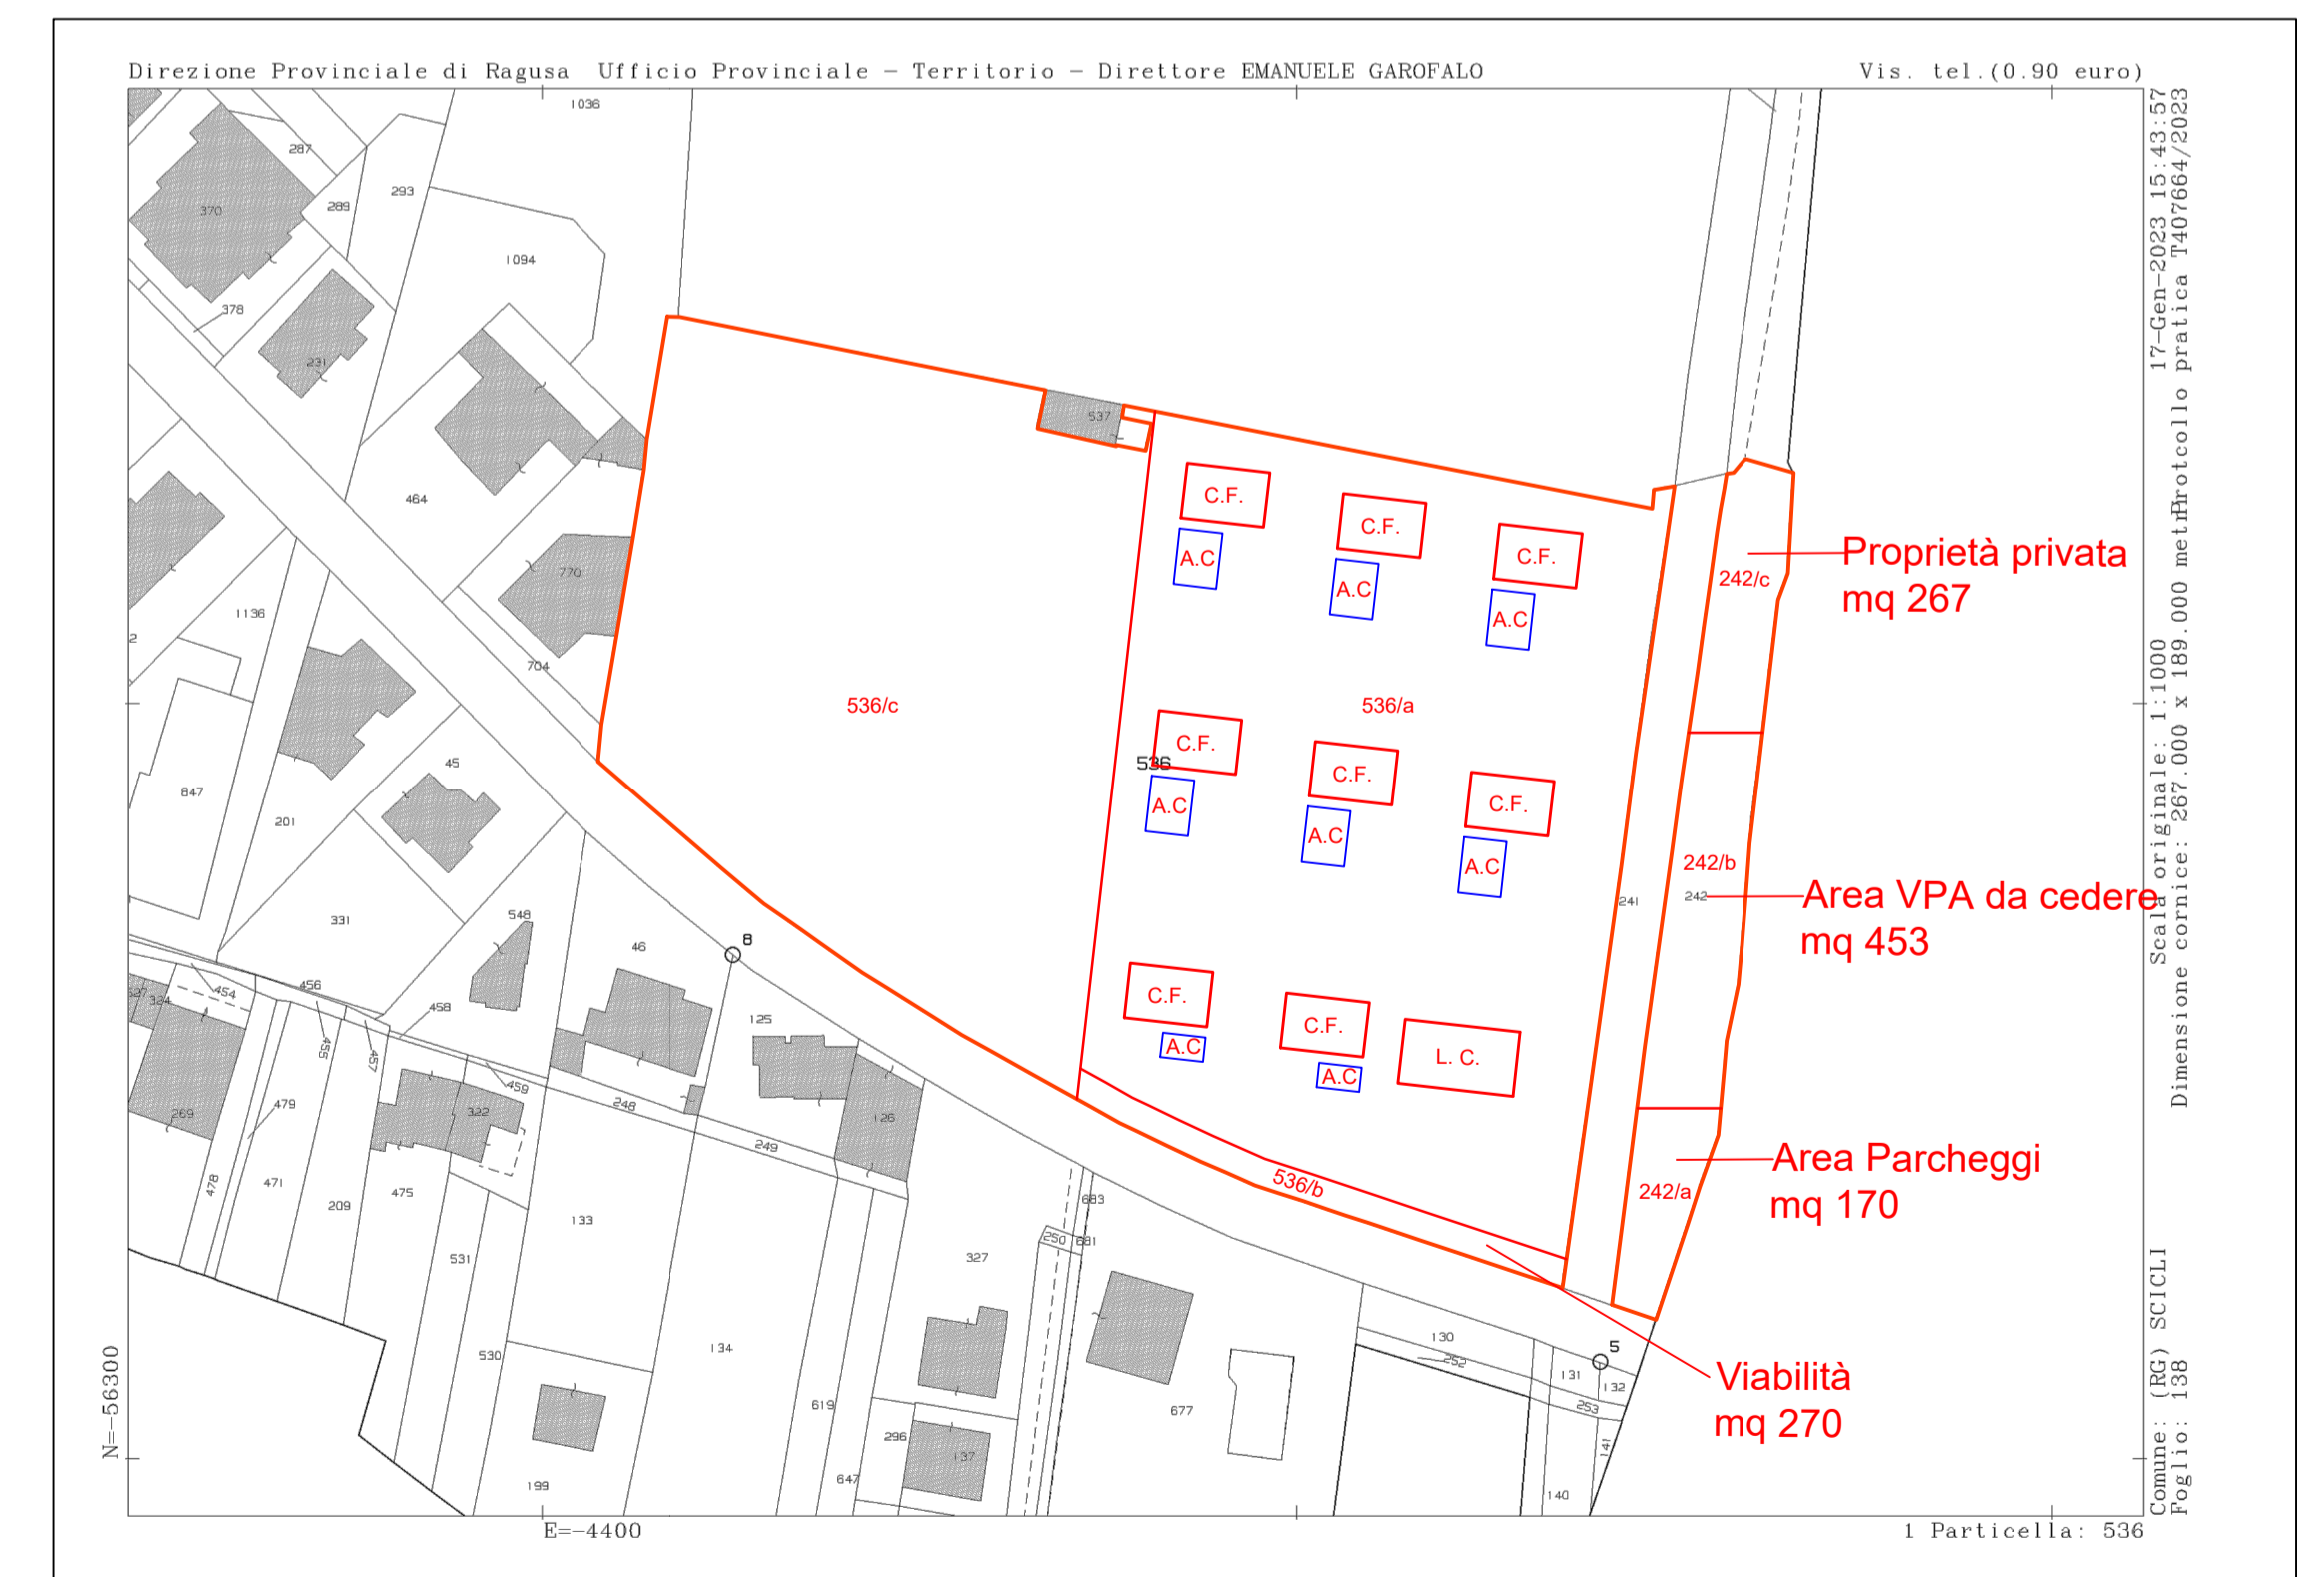 Direzione Provinciale di Ragusa Ufficio Provinciale - Territorio - Direttore EMANUELE GAROFALO
Vis. tel.(0.90 euro)
17-Gen-2023 15:43:57
Protocollo pratica T407664/2023
Scala originale: 1:1000
Dimensione cornice: 267.000 x 189.000 metri
Comune: (RG) SCICLI
Foglio: 138
N=-56300
E=-4400
1 Particella: 536
1036
287
293
289
370
1094
378
231
537
464
770
1136
704
2
45
847
201
331
548
46
8
125
454
456
458
324
455
457
459
248
249
126
322
269
479
478
471
209
475
133
531
530
134
199
327
683
250
681
619
296
647
137
677
130
252
131
132
253
5
141
140
241
242
536
536/c
536/a
536/b
C.F.
C.F.
C.F.
A.C
A.C
A.C
C.F.
C.F.
C.F.
A.C
A.C
A.C
C.F.
C.F.
L. C.
A.C
A.C
242/c
242/b
242/a
Proprietà privata
mq 267
Area VPA da cedere
mq 453
Area Parcheggi
mq 170
Viabilità
mq 270